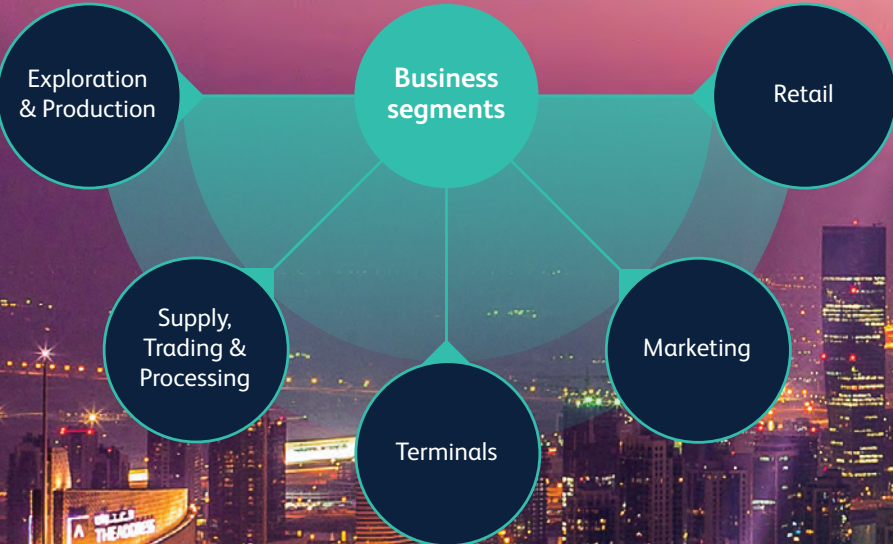 Business
segments
Exploration
& Production
Supply,
Trading &
Processing
Terminals
Marketing
Retail
THE ADDRESS